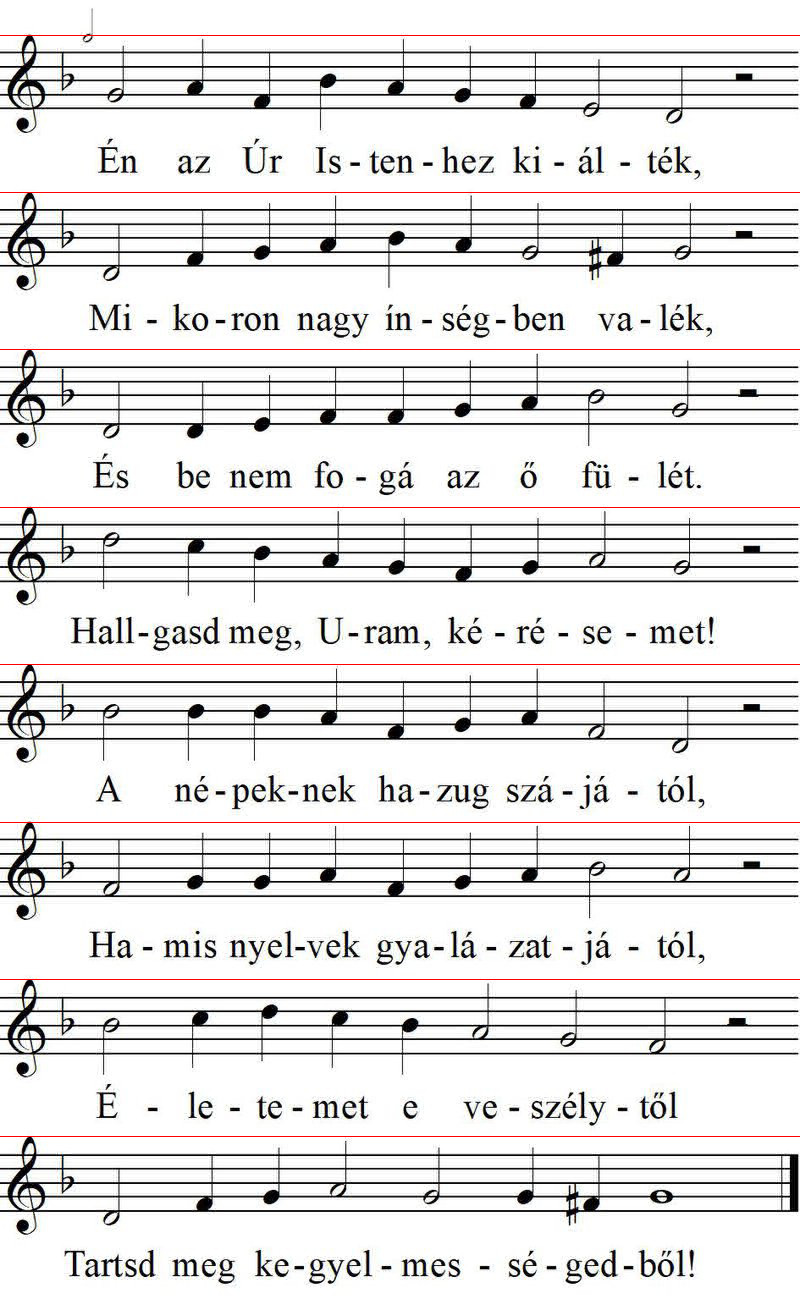 Én az Úr Is - ten - hez ki - ál - ték,
Mi - ko - ron nagy ín - ség - ben va - lék,
És be nem fo - gá az ő fü - lét.
Hall - gasd meg, U - ram, ké - ré - se - met!
A né - pek - nek ha - zug szá - já - tól,
Ha - mis nyel - vek gya - lá - zat - já - tól,
É - le - te - met e ve - szély - től
Tartsd meg ke - gyel - mes - sé - ged - ből!